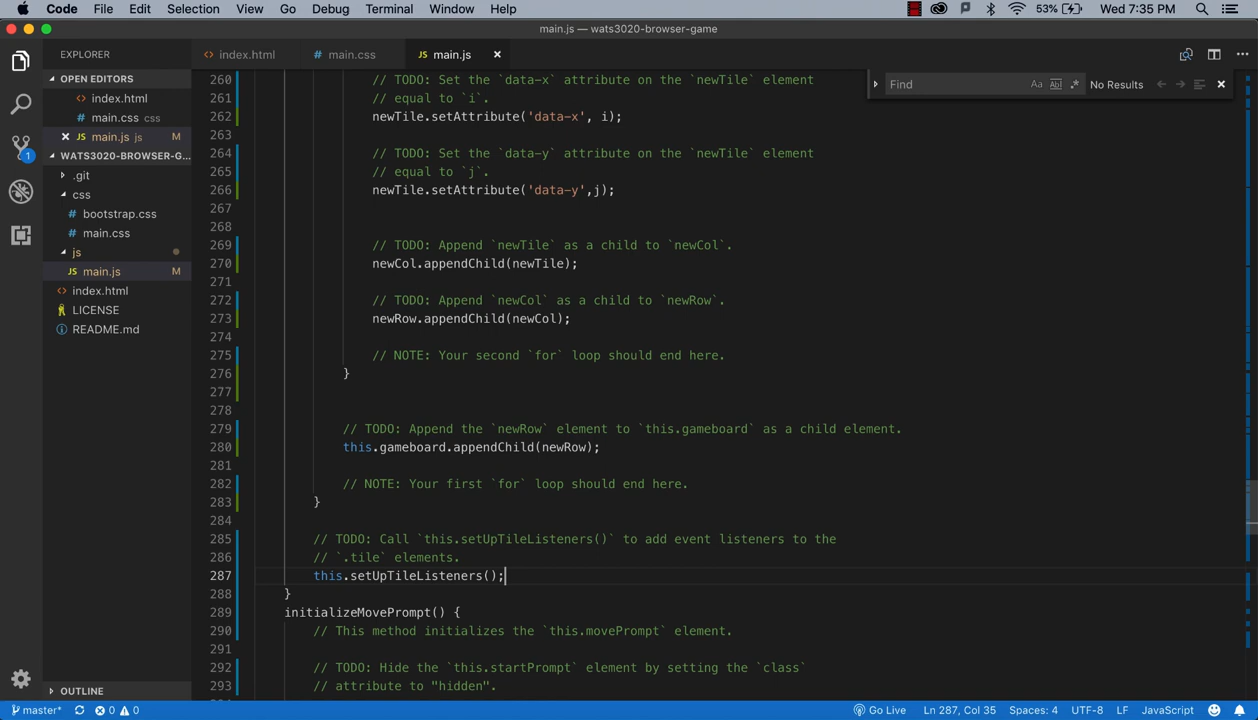 Code File Edit Selection View Go Debug Terminal Window Help 53% Wed 7:35 PM
main.js — wats3020-browser-game
EXPLORER
OPEN EDITORS
index.html
main.css css
main.js js M
WATS3020-BROWSER-G...
.git
css
bootstrap.css
main.css
js
main.js M
index.html
LICENSE
README.md
OUTLINE
1
index.html main.css main.js
Find Aa Abl .* No Results
260 // TODO: Set the `data-x` attribute on the `newTile` element
261 // equal to `i`.
262 newTile.setAttribute('data-x', i);
263
264 // TODO: Set the `data-y` attribute on the `newTile` element
265 // equal to `j`.
266 newTile.setAttribute('data-y',j);
267
268
269 // TODO: Append `newTile` as a child to `newCol`.
270 newCol.appendChild(newTile);
271
272 // TODO: Append `newCol` as a child to `newRow`.
273 newRow.appendChild(newCol);
274
275 // NOTE: Your second `for` loop should end here.
276 }
277
278
279 // TODO: Append the `newRow` element to `this.gameboard` as a child element.
280 this.gameboard.appendChild(newRow);
281
282 // NOTE: Your first `for` loop should end here.
283 }
284
285 // TODO: Call `this.setUpTileListeners()` to add event listeners to the
286 // `.tile` elements.
287 this.setUpTileListeners();
288 }
289 initializeMovePrompt() {
290 // This method initializes the `this.movePrompt` element.
291
292 // TODO: Hide the `this.startPrompt` element by setting the `class`
293 // attribute to "hidden".
master* 0 0 Go Live Ln 287, Col 35 Spaces: 4 UTF-8 LF JavaScript